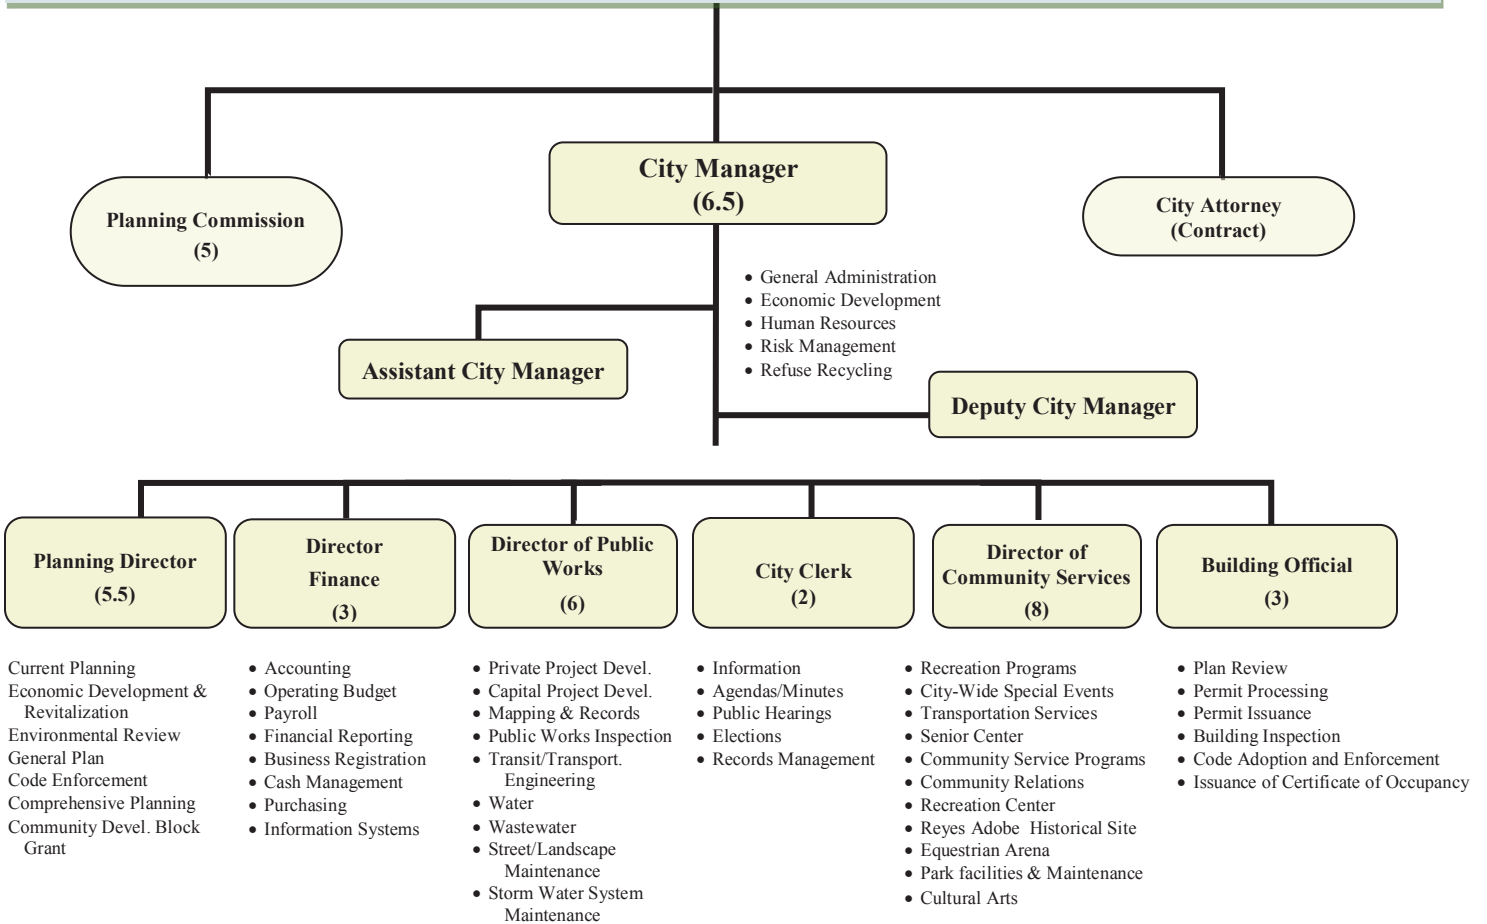 City Manager
(6.5)
Planning Commission
(5)
City Attorney
(Contract)
• General Administration
• Economic Development
• Human Resources
• Risk Management
• Refuse Recycling
Assistant City Manager
Deputy City Manager
Planning Director
(5.5)
Director
Finance
(3)
Director of Public
Works
(6)
City Clerk
(2)
Director of
Community Services
(8)
Building Official
(3)
Current Planning
Economic Development &
Revitalization
Environmental Review
General Plan
Code Enforcement
Comprehensive Planning
Community Devel. Block
Grant
• Accounting
• Operating Budget
• Payroll
• Financial Reporting
• Business Registration
• Cash Management
• Purchasing
• Information Systems
• Private Project Devel.
• Capital Project Devel.
• Mapping & Records
• Public Works Inspection
• Transit/Transport.
Engineering
• Water
• Wastewater
• Street/Landscape
Maintenance
• Storm Water System
Maintenance
• Information
• Agendas/Minutes
• Public Hearings
• Elections
• Records Management
• Recreation Programs
• City-Wide Special Events
• Transportation Services
• Senior Center
• Community Service Programs
• Community Relations
• Recreation Center
• Reyes Adobe Historical Site
• Equestrian Arena
• Park facilities & Maintenance
• Cultural Arts
• Plan Review
• Permit Processing
• Permit Issuance
• Building Inspection
• Code Adoption and Enforcement
• Issuance of Certificate of Occupancy